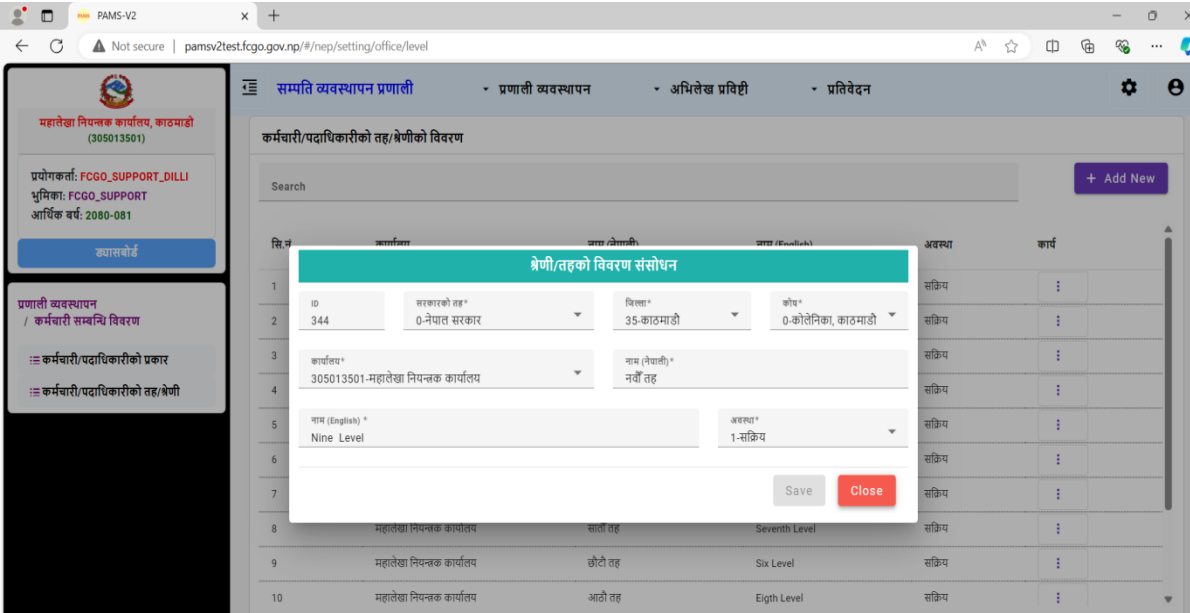 PAMS-V2
Not secure | pamsv2test.fcgo.gov.np/#/nep/setting/office/level
सम्पति व्यवस्थापन प्रणाली
प्रणाली व्यवस्थापन
अभिलेख प्रविष्टी
प्रतिवेदन
महालेखा नियन्त्रक कार्यालय, काठमाडो
(305013501)
प्रयोगकर्ता: FCGO_SUPPORT_DILLI
भुमिका: FCGO_SUPPORT
आर्थिक बर्ष: 2080-081
ड्यासबोर्ड
प्रणाली व्यवस्थापन
/ कर्मचारी सम्बन्धि विवरण
कर्मचारी/पदाधिकारीको प्रकार
कर्मचारी/पदाधिकारीको तह/श्रेणी
कर्मचारी/पदाधिकारीको तह/श्रेणीको विवरण
Search
+ Add New
सि.नं कार्यालय नाम (नेपाली) नाम (English) अवस्था कार्य
श्रेणी/तहको विवरण संसोधन
1 सक्रिय
ID सरकारको तह* जिल्ला* कोष*
344 0-नेपाल सरकार 35-काठमाडौ 0-कोलेनिका, काठमाडौ
2 सक्रिय
3 सक्रिय
कार्यालय* नाम (नेपाली)*
305013501-महालेखा नियन्त्रक कार्यालय नवौँ तह
4 सक्रिय
5 सक्रिय
नाम (English) * अवस्था*
Nine Level 1-सक्रिय
6 सक्रिय
7 सक्रिय
Save Close
8 महालेखा नियन्त्रक कार्यालय सातौँ तह Seventh Level सक्रिय
9 महालेखा नियन्त्रक कार्यालय छौटौ तह Six Level सक्रिय
10 महालेखा नियन्त्रक कार्यालय आठौ तह Eigth Level सक्रिय